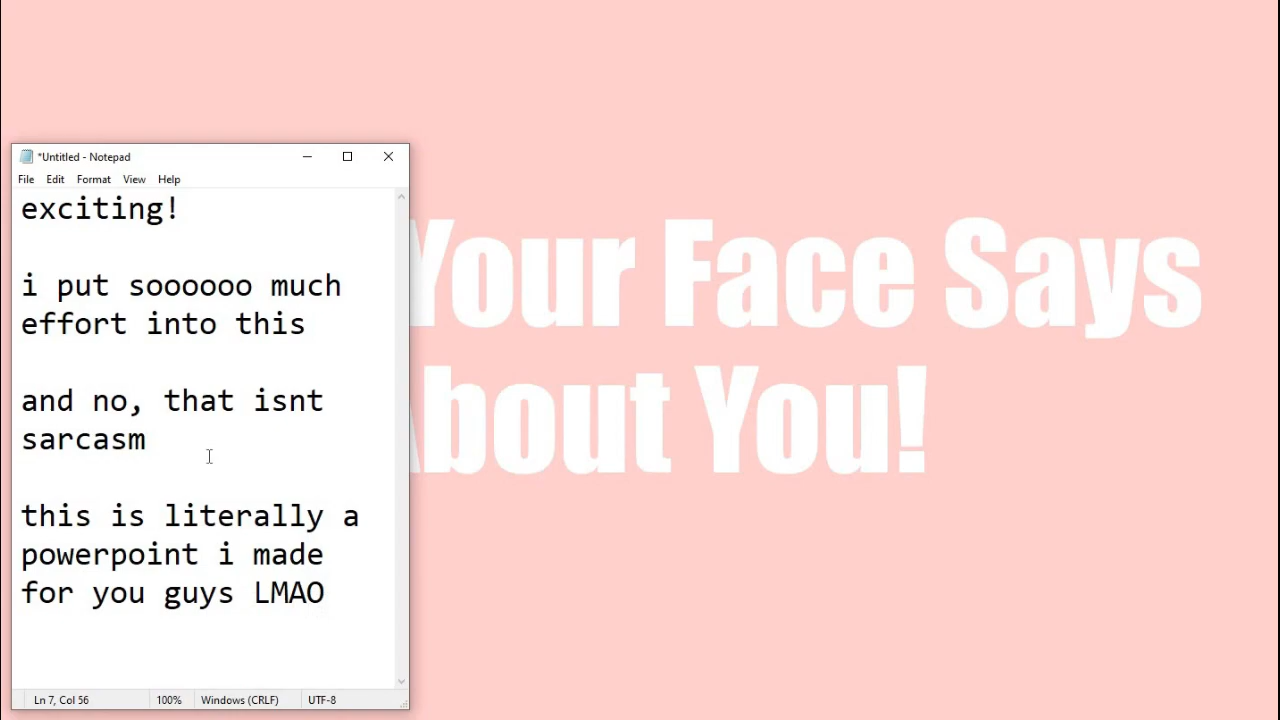 *Untitled - Notepad
File Edit Format View Help
exciting!
i put soooooo much
effort into this
and no, that isnt
sarcasm
this is literally a
powerpoint i made
for you guys LMAO
Ln 7, Col 56 100% Windows (CRLF) UTF-8
Your Face Says
About You!